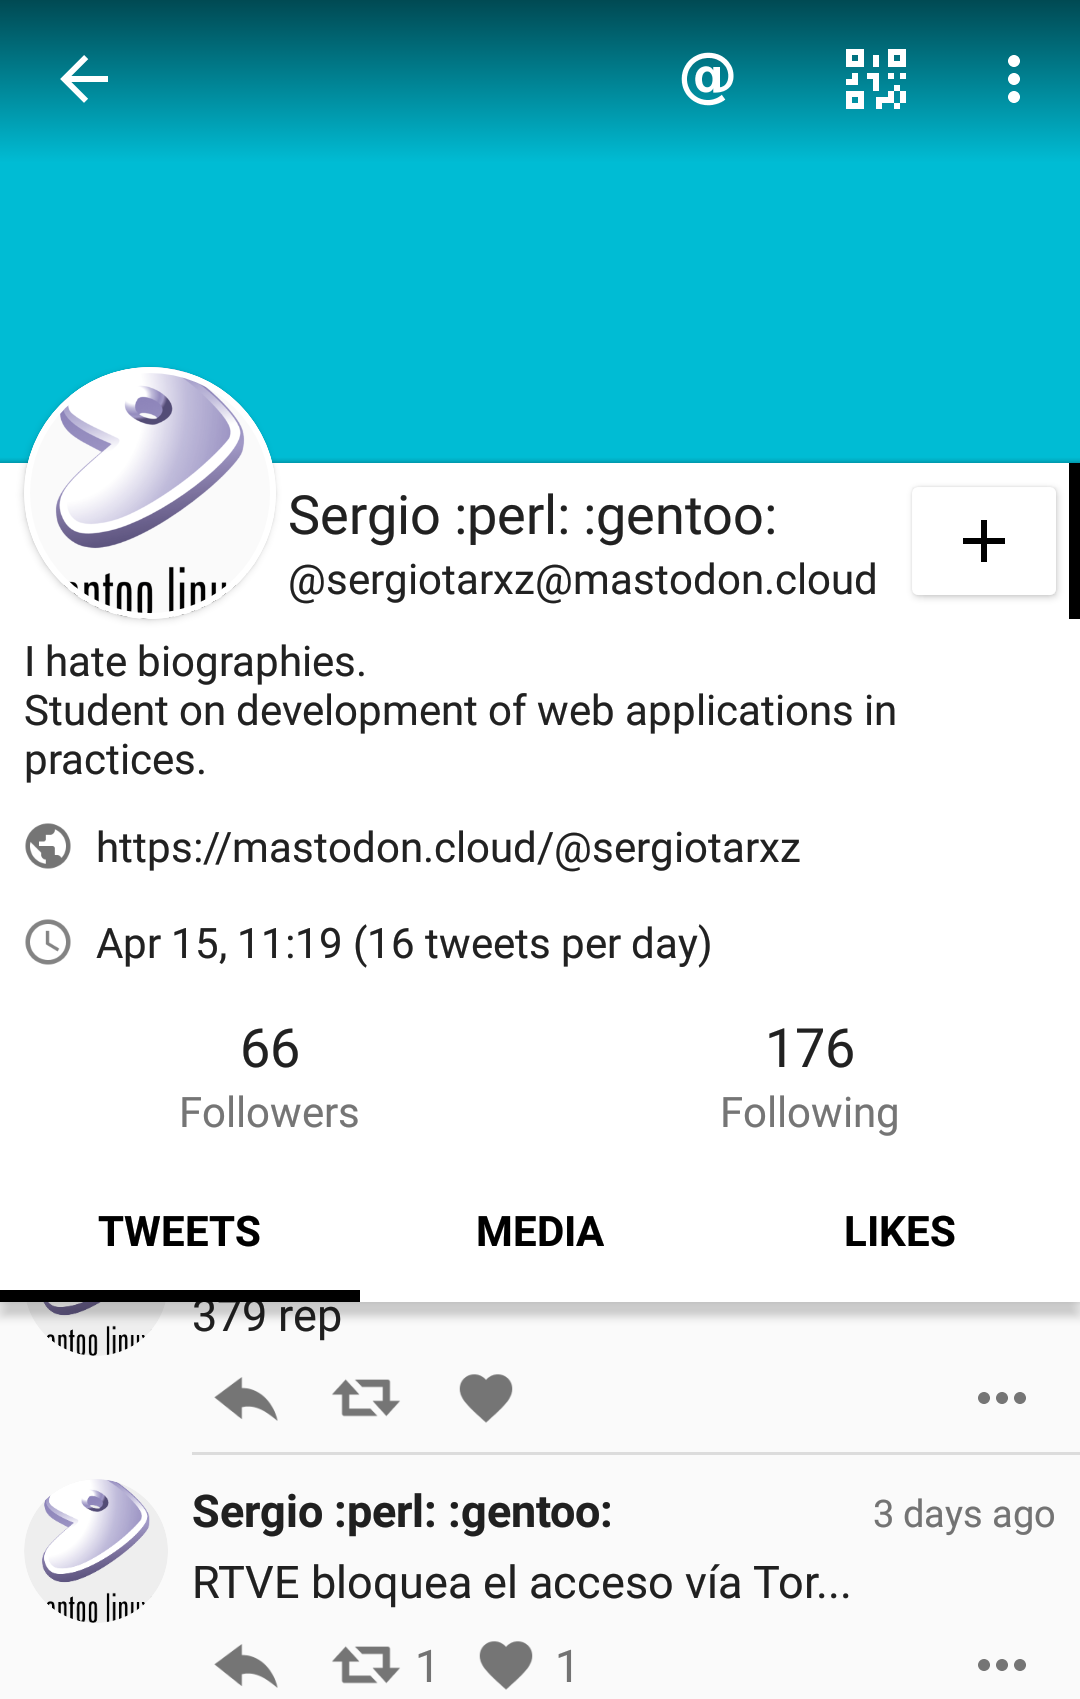 @
Sergio :perl: :gentoo:
@sergiotarxz@mastodon.cloud
I hate biographies.
Student on development of web applications in
practices.
https://mastodon.cloud/@sergiotarxz
Apr 15, 11:19 (16 tweets per day)
66
Followers
176
Following
TWEETS
MEDIA
LIKES
379 rep
Sergio :perl: :gentoo:
3 days ago
RTVE bloquea el acceso vía Tor...
1
1